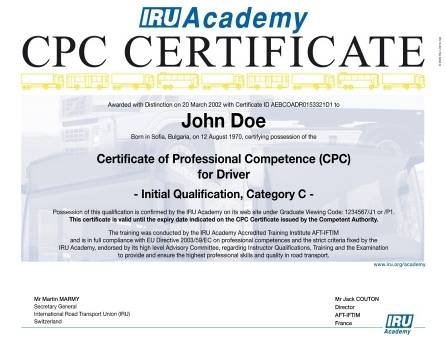 IRU Academy
CPC CERTIFICATE
Awarded with Distinction on 20 March 2002 with Certificate ID AEBCOADR0153321D1 to
John Doe
Born in Sofia, Bulgaria, on 12 August 1970, certifying possession of the
Certificate of Professional Competence (CPC)
for Driver
- Initial Qualification, Category C -
Possession of this qualification is confirmed by the IRU Academy on its web site under Graduate Viewing Code: 1234567/J1 or /P1.
This certificate is valid until the expiry date indicated on the CPC Certificate issued by the Competent Authority.
The training was conducted by the IRU Academy Accredited Training Institute AFT-IFTIM
and is in full compliance with EU Directive 2003/59/EC on professional competences and the strict criteria fixed by the
IRU Academy, endorsed by its high level Advisory Committee, regarding Instructor Qualifications, Training and the Examination
to provide and ensure the highest professional skills and quality in road transport.
www.iru.org/academy
Mr Martin MARMY
Secretary General
International Road Transport Union (IRU)
Switzerland
Mr Jack COUTON
Director
AFT-IFTIM
France
IRU
Academy